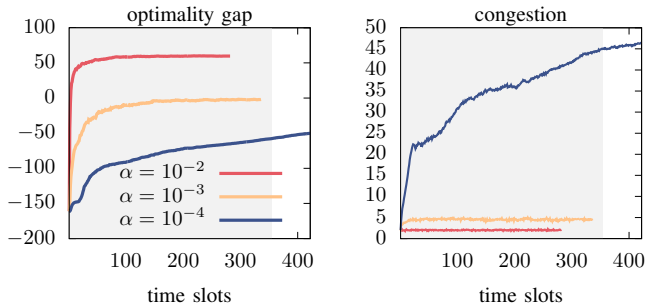 optimality gap
100
50
0
−50
−100
−150
−200
α = 10⁻²
α = 10⁻³
α = 10⁻⁴
100 200 300 400
time slots
congestion
50
45
40
35
30
25
20
15
10
5
0
100 200 300 400
time slots